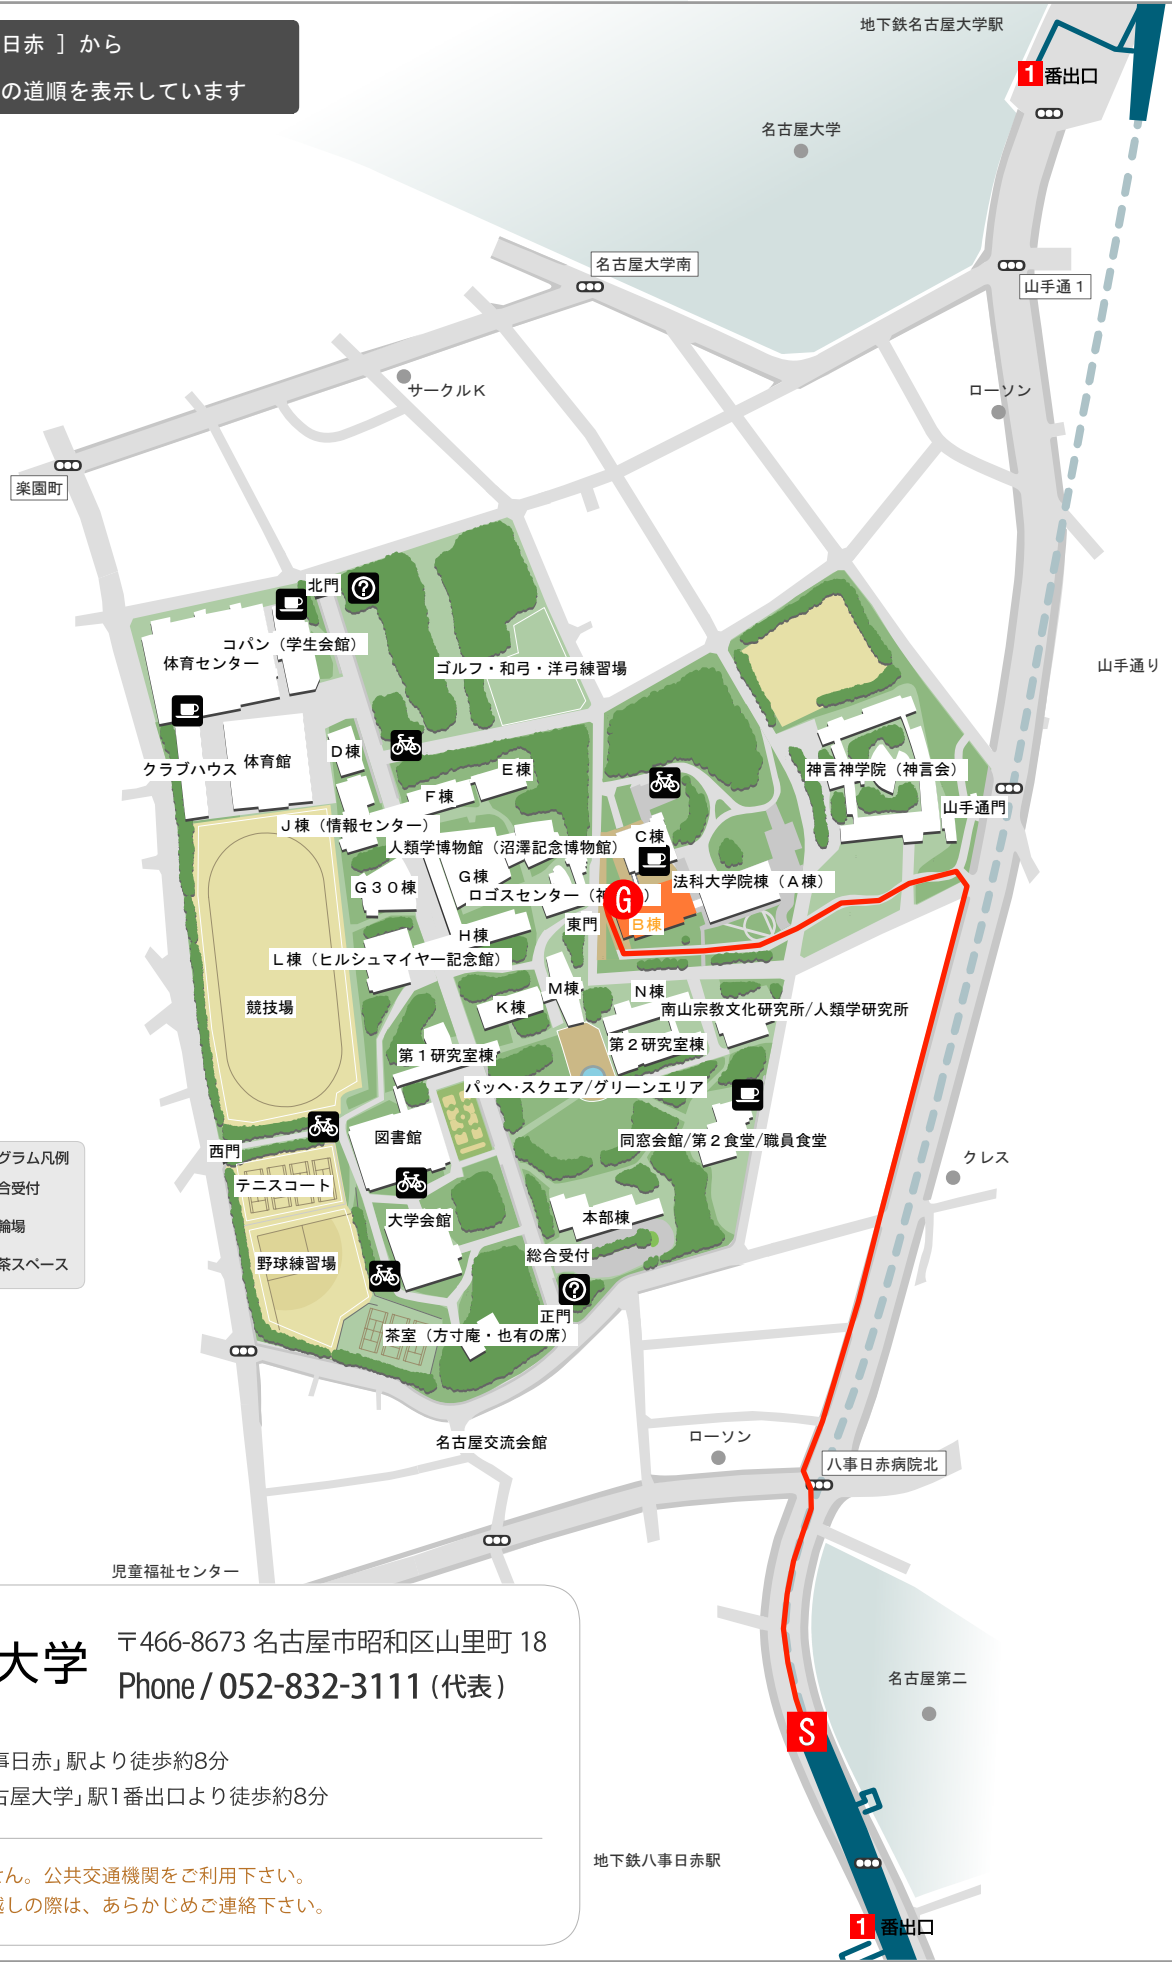 日赤 ］から
の道順を表示しています
地下鉄名古屋大学駅
1 番出口
名古屋大学
名古屋大学南
山手通１
サークルＫ
ローソン
楽園町
北門
コパン（学生会館）
体育センター
ゴルフ・和弓・洋弓練習場
山手通り
クラブハウス
体育館
Ｄ棟
Ｅ棟
神言神学院（神言会）
Ｆ棟
山手通門
Ｊ棟（情報センター）
Ｃ棟
人類学博物館（沼澤記念博物館）
Ｇ棟
法科大学院棟（Ａ棟）
Ｇ３０棟
ロゴスセンター（神
）
G
東門
Ｂ棟
Ｈ棟
Ｌ棟（ヒルシュマイヤー記念館）
Ｍ棟
Ｎ棟
競技場
Ｋ棟
南山宗教文化研究所/人類学研究所
第２研究室棟
第１研究室棟
パッヘ・スクエア/グリーンエリア
図書館
同窓会館/第２食堂/職員食堂
西門
クレス
グラム凡例
合受付
輪場
茶スペース
テニスコート
大学会館
本部棟
野球練習場
総合受付
正門
茶室（方寸庵・也有の席）
名古屋交流会館
ローソン
八事日赤病院北
児童福祉センター
大学
〒466-8673 名古屋市昭和区山里町 18
Phone / 052-832-3111 (代表)
名古屋第二
S
事日赤」駅より徒歩約8分
古屋大学」駅1番出口より徒歩約8分
地下鉄八事日赤駅
せん。公共交通機関をご利用下さい。
越しの際は、あらかじめご連絡下さい。
1 番出口